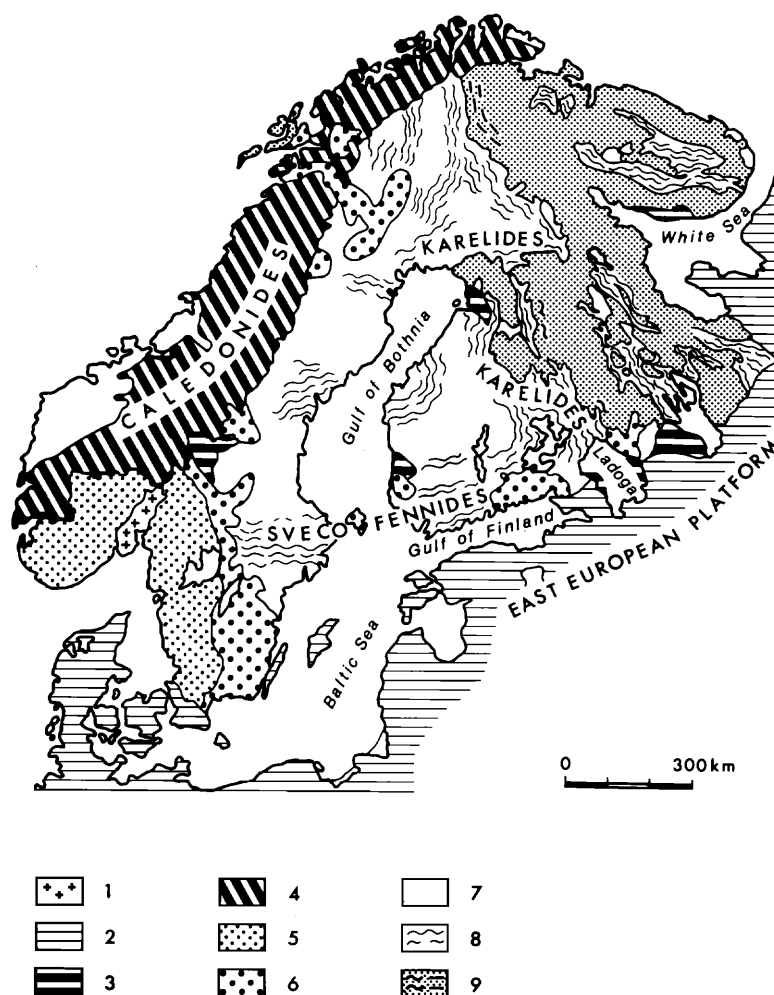 KARELIDES
White Sea
CALEDONIDES
Gulf of Bothnia
KARELIDES
Ladoga
SVECOFENNIDES
Gulf of Finland
EAST EUROPEAN PLATFORM
Baltic Sea
0 300km
1 4 7
2 5 8
3 6 9